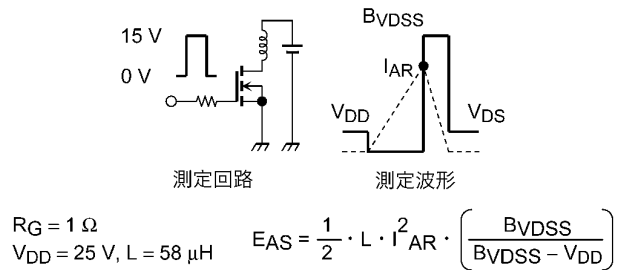 15 V
0 V
測定回路
BVDSS
IAR
VDD
VDS
測定波形
RG = 1 Ω
VDD = 25 V, L = 58 μH
EAS = 1/2 · L · I²AR · (BVDSS / (BVDSS − VDD))